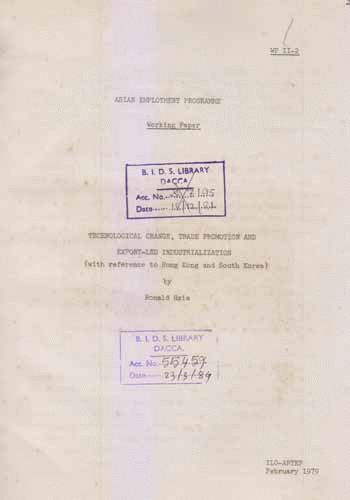 WP II-2
ASIAN EMPLOYMENT PROGRAMME
Working Paper
B. I. D. S. LIBRARY
DACCA
Acc. No.
Date......
TECHNOLOGICAL CHANGE, TRADE PROMOTION AND
EXPORT-LED INDUSTRIALIZATION
(with reference to Hong Kong and South Korea)
by
Ronald Hsia
B. I. D. S. LIBRARY
DACCA.
Acc. No. 55459
Date...... 23/3/89
ILO-ARTEP
February 1979